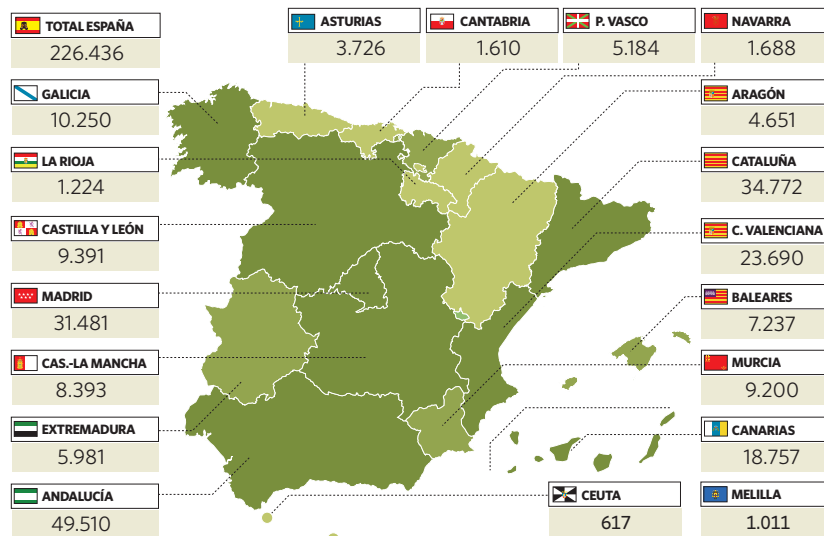 TOTAL ESPAÑA
226.436
ASTURIAS
3.726
CANTABRIA
1.610
P. VASCO
5.184
NAVARRA
1.688
GALICIA
10.250
ARAGÓN
4.651
LA RIOJA
1.224
CATALUÑA
34.772
CASTILLA Y LEÓN
9.391
C. VALENCIANA
23.690
MADRID
31.481
BALEARES
7.237
CAS.-LA MANCHA
8.393
MURCIA
9.200
EXTREMADURA
5.981
CANARIAS
18.757
ANDALUCÍA
49.510
CEUTA
617
MELILLA
1.011